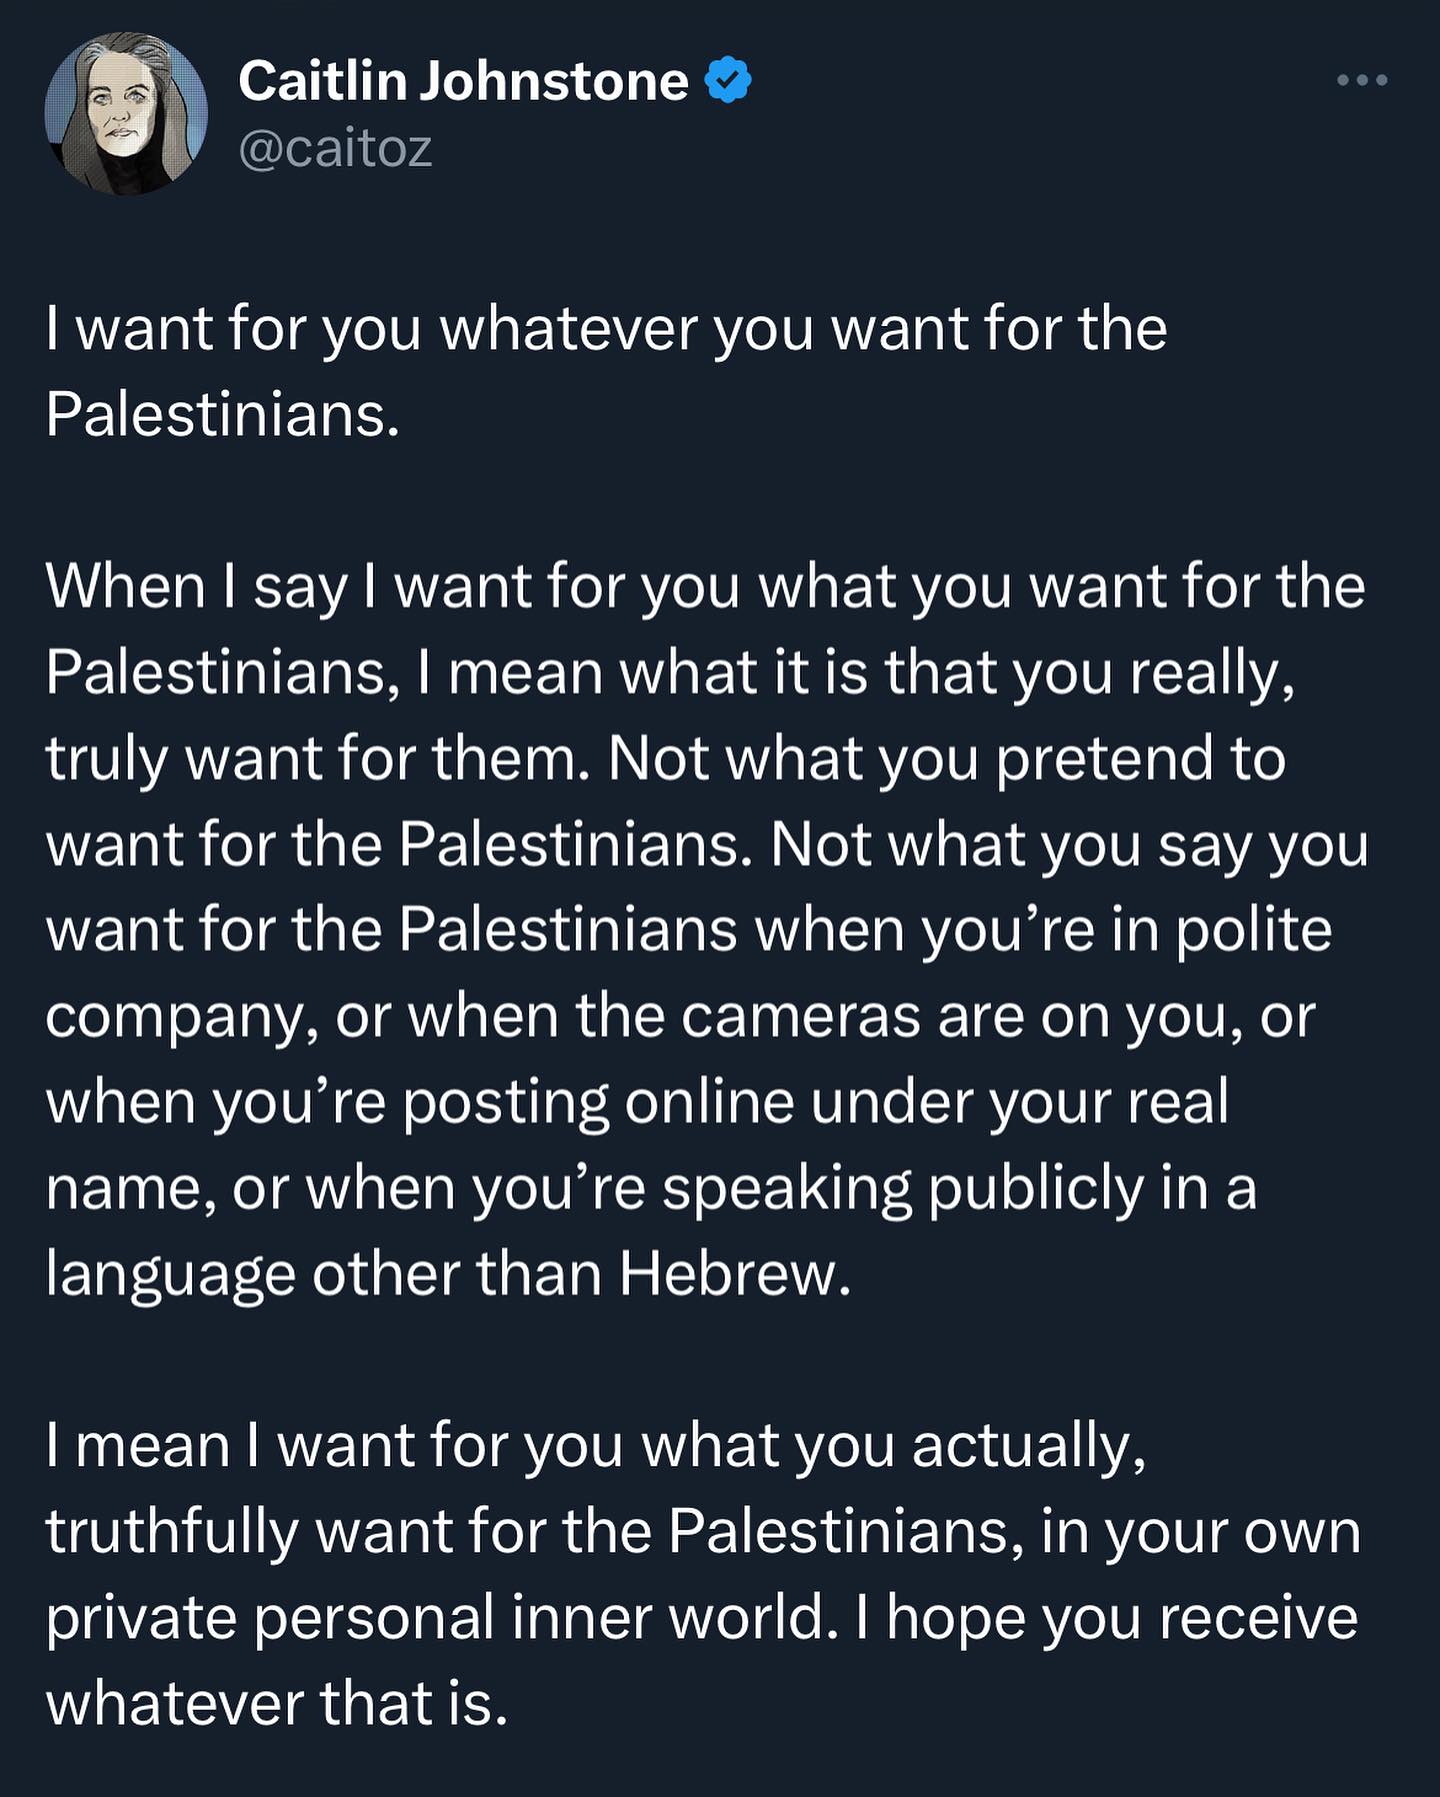 Caitlin Johnstone
@caitoz
I want for you whatever you want for the
Palestinians.
When I say I want for you what you want for the
Palestinians, I mean what it is that you really,
truly want for them. Not what you pretend to
want for the Palestinians. Not what you say you
want for the Palestinians when you’re in polite
company, or when the cameras are on you, or
when you’re posting online under your real
name, or when you’re speaking publicly in a
language other than Hebrew.
I mean I want for you what you actually,
truthfully want for the Palestinians, in your own
private personal inner world. I hope you receive
whatever that is.